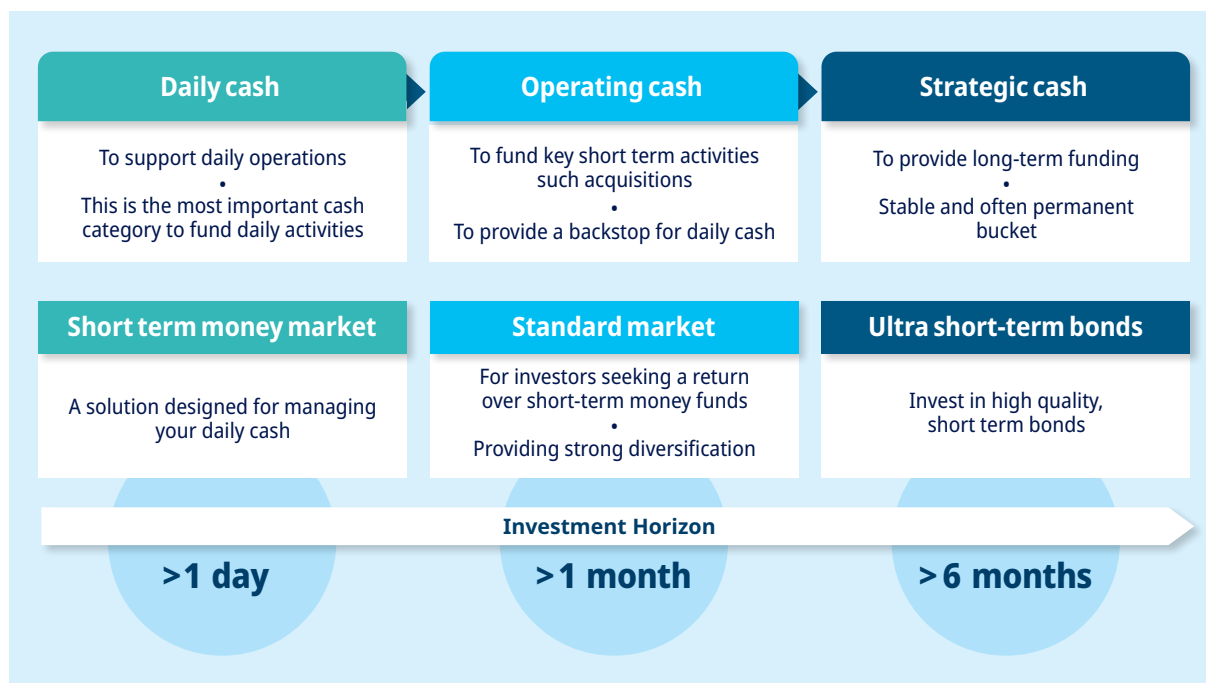 Daily cash
To support daily operations
•
This is the most important cash
category to fund daily activities
Operating cash
To fund key short term activities
such acquisitions
•
To provide a backstop for daily cash
Strategic cash
To provide long-term funding
•
Stable and often permanent
bucket
Short term money market
A solution designed for managing
your daily cash
Standard market
For investors seeking a return
over short-term money funds
•
Providing strong diversification
Ultra short-term bonds
Invest in high quality,
short term bonds
Investment Horizon
>1 day
>1 month
>6 months